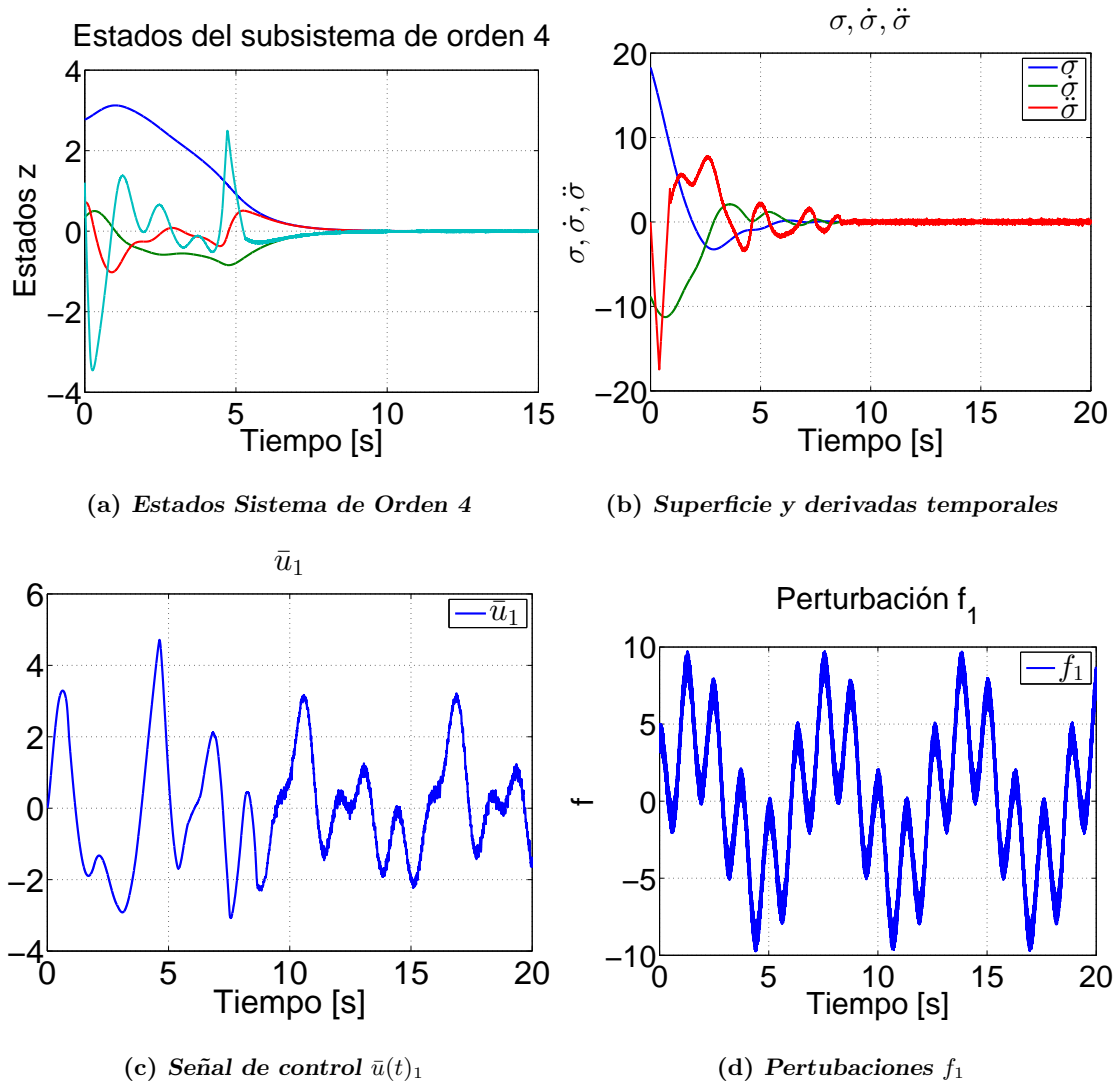 Estados del subsistema de orden 4
4
2
0
−2
−4
Estados z
0
5
10
15
Tiempo [s]
(a) Estados Sistema de Orden 4
σ, σ̇, σ̈
20
10
0
−10
−20
σ, σ̇, σ̈
σ
σ̇
σ̈
0
5
10
15
20
Tiempo [s]
(b) Superficie y derivadas temporales
ū₁
6
4
2
0
−2
−4
ū₁
0
5
10
15
20
Tiempo [s]
(c) Señal de control ū(t)₁
Perturbación f₁
10
5
0
−5
−10
f
f₁
0
5
10
15
20
Tiempo [s]
(d) Pertubaciones f₁